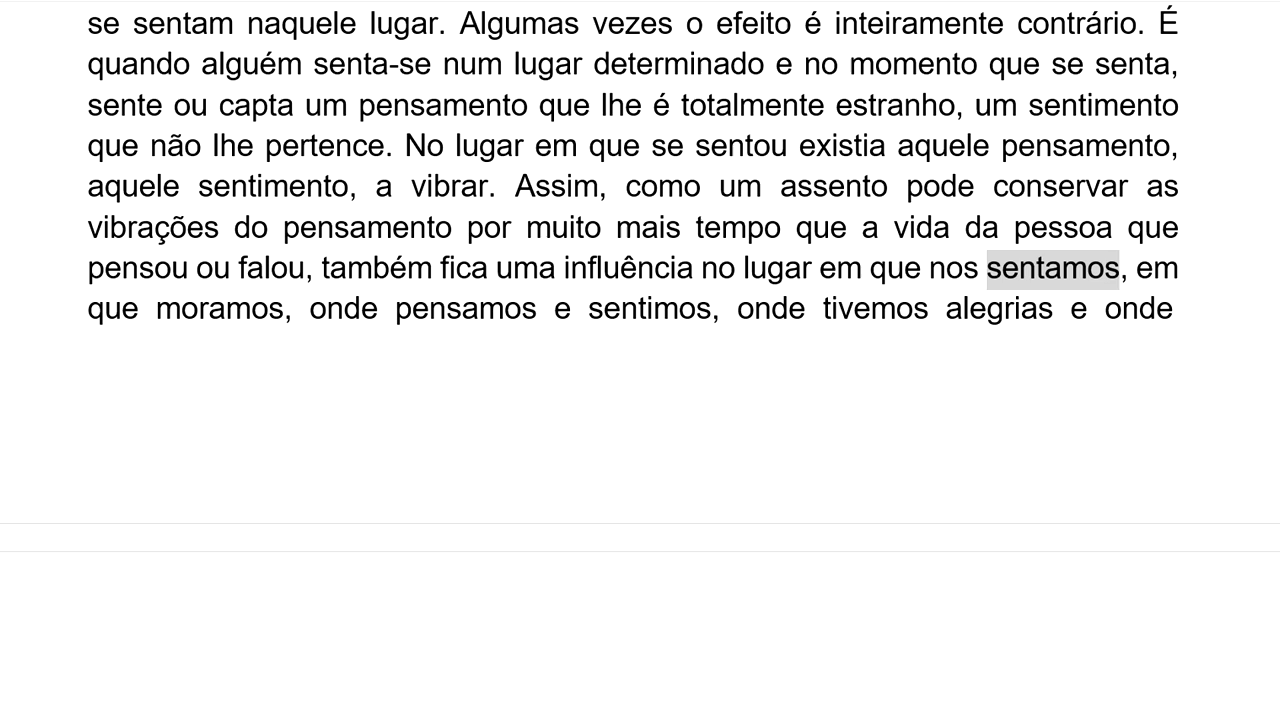 se sentam naquele lugar. Algumas vezes o efeito é inteiramente contrário. É
quando alguém senta-se num lugar determinado e no momento que se senta,
sente ou capta um pensamento que lhe é totalmente estranho, um sentimento
que não lhe pertence. No lugar em que se sentou existia aquele pensamento,
aquele sentimento, a vibrar. Assim, como um assento pode conservar as
vibrações do pensamento por muito mais tempo que a vida da pessoa que
pensou ou falou, também fica uma influência no lugar em que nos sentamos, em
que moramos, onde pensamos e sentimos, onde tivemos alegrias e onde